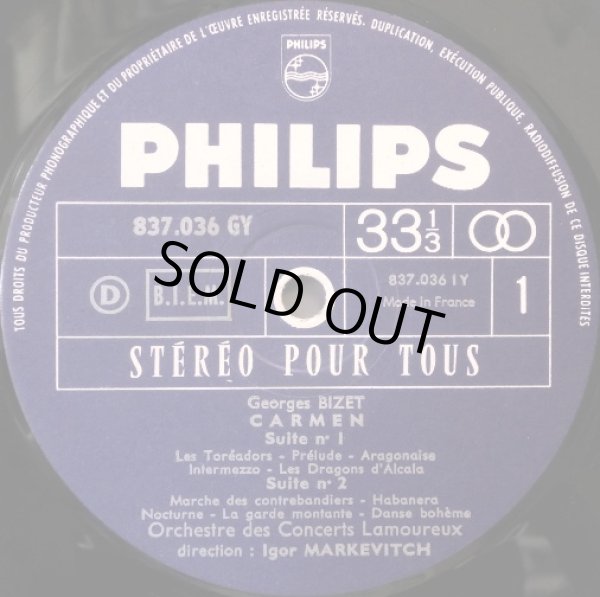 TOUS DROITS DU PRODUCTEUR PHONOGRAPHIQUE ET DU PROPRIÉTAIRE DE L'ŒUVRE ENREGISTRÉE RÉSERVÉS. DUPLICATION, EXÉCUTION PUBLIQUE, RADIODIFFUSION DE CE DISQUE INTERDITES
PHILIPS
PHILIPS
837.036 GY
33 1/3
D
B.I.E.M.
837.036 1Y
Made in France
1
SOLD OUT
STÉRÉO POUR TOUS
Georges BIZET
CARMEN
Suite n° 1
Les Toréadors - Prélude - Aragonaise
Intermezzo - Les Dragons d'Alcala
Suite n° 2
Marche des contrebandiers - Habanera
Nocturne - La garde montante - Danse bohème
Orchestre des Concerts Lamoureux
direction : Igor MARKEVITCH